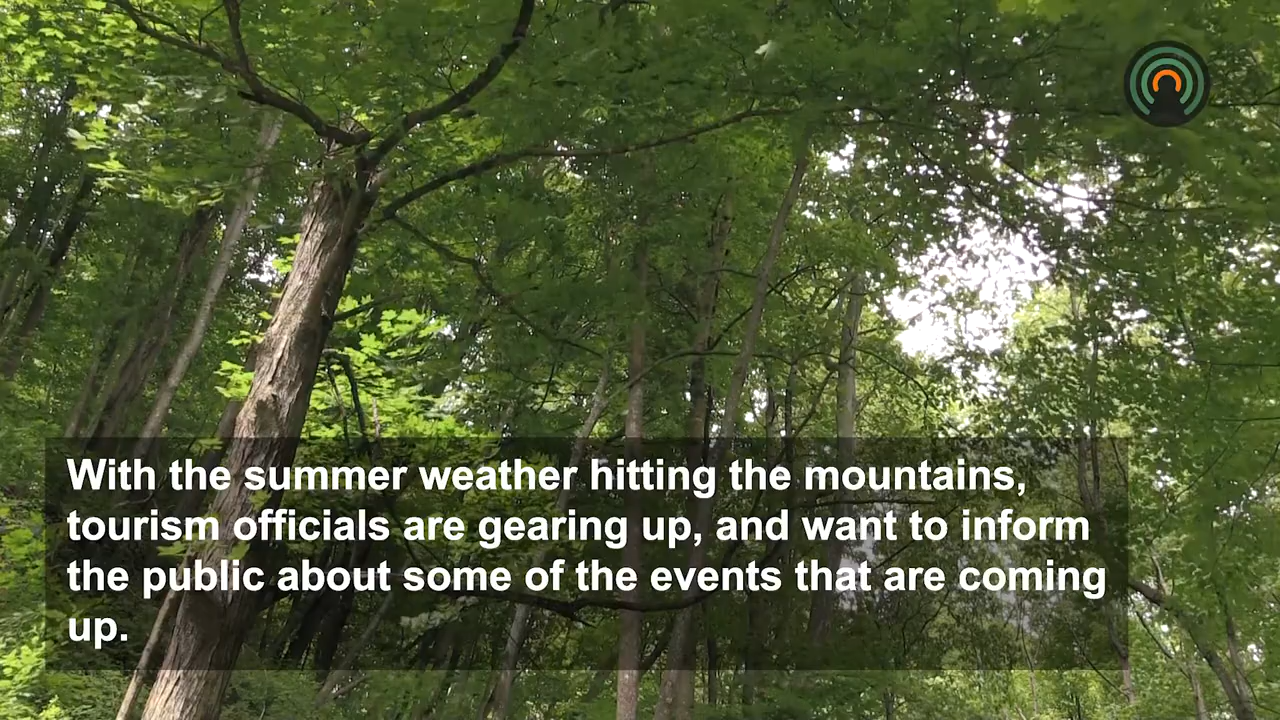 With the summer weather hitting the mountains,
tourism officials are gearing up, and want to inform
the public about some of the events that are coming
up.